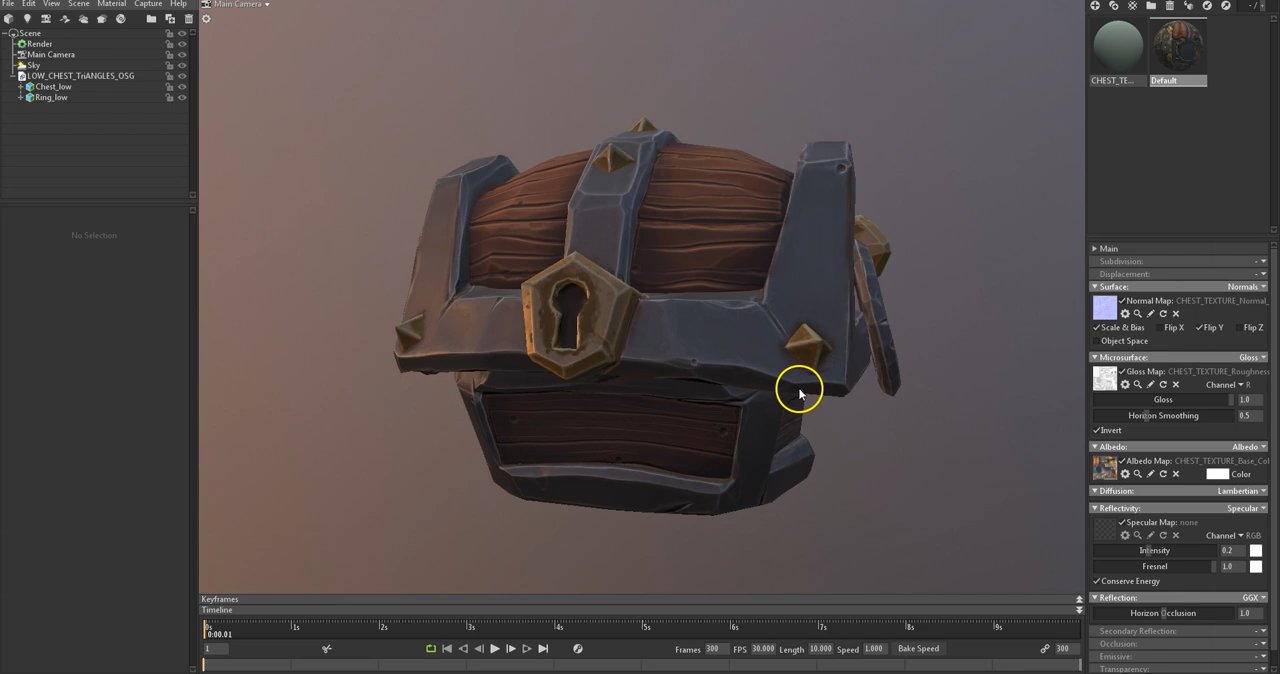 File Edit View Scene Material Capture Help
Main Camera
Scene
Render
Main Camera
Sky
LOW_CHEST_TriANGLES_OSG
Chest_low
Ring_low
No Selection
CHEST_TE... Default
Main
Subdivision: -
Displacement: -
Surface: Normals
Normal Map: CHEST_TEXTURE_Normal_
Scale & Bias Flip X Flip Y Flip Z
Object Space
Microsurface: Gloss
Gloss Map: CHEST_TEXTURE_Roughness
Channel R
Gloss 1.0
Horizon Smoothing 0.5
Invert
Albedo: Albedo
Albedo Map: CHEST_TEXTURE_Base_Col
Color
Diffusion: Lambertian
Reflectivity: Specular
Specular Map: none
Channel RGB
Intensity 0.2
Fresnel 1.0
Conserve Energy
Reflection: GGX
Horizon Occlusion 1.0
Secondary Reflection: -
Occlusion: -
Emissive: -
Transparency: -
Keyframes
Timeline
0s 1s 2s 3s 4s 5s 6s 7s 8s 9s
0:00.01
1 Frames 300 FPS 30.000 Length 10.000 Speed 1.000 Bake Speed 300